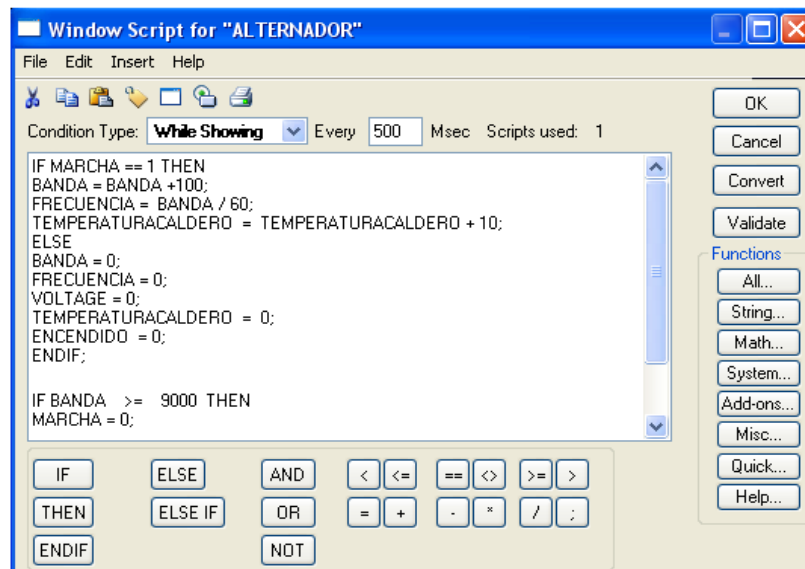 Window Script for "ALTERNADOR"
File Edit Insert Help
Condition Type: While Showing Every 500 Msec Scripts used: 1
IF MARCHA == 1 THEN
BANDA = BANDA +100;
FRECUENCIA = BANDA / 60;
TEMPERATURACALDERO = TEMPERATURACALDERO + 10;
ELSE
BANDA = 0;
FRECUENCIA = 0;
VOLTAGE = 0;
TEMPERATURACALDERO = 0;
ENCENDIDO = 0;
ENDIF;
IF BANDA >= 9000 THEN
MARCHA = 0;
OK
Cancel
Convert
Validate
Functions
All...
String...
Math...
System...
Add-ons...
Misc...
Quick...
Help...
IF ELSE AND < <= == <> >= >
THEN ELSE IF OR = + - * / ;
ENDIF NOT